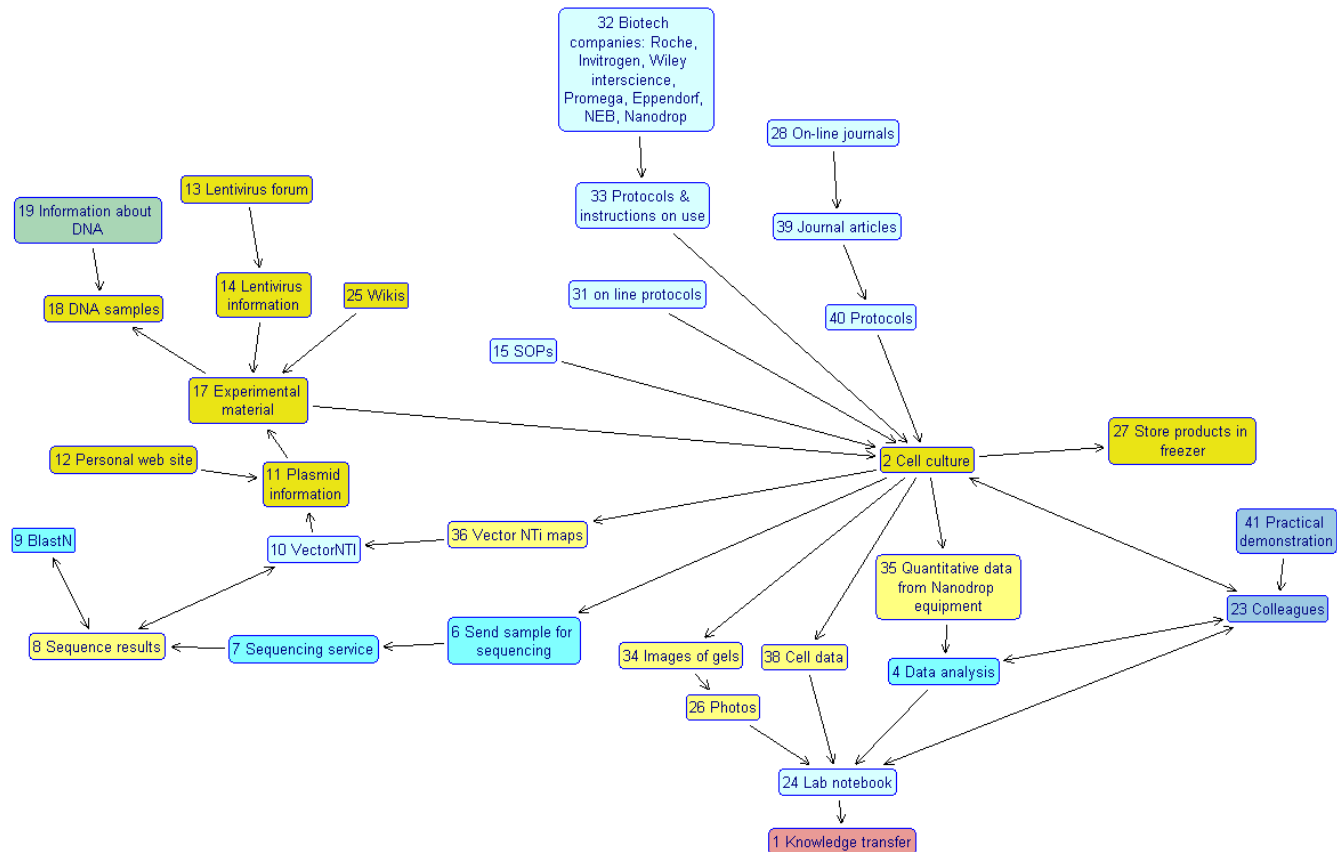 32 Biotech
companies: Roche,
Invitrogen, Wiley
interscience,
Promega, Eppendorf,
NEB, Nanodrop
28 On-line journals
13 Lentivirus forum
33 Protocols &
instructions on use
19 Information about
DNA
39 Journal articles
14 Lentivirus
information
25 Wikis
31 on line protocols
18 DNA samples
40 Protocols
15 SOPs
17 Experimental
material
27 Store products in
freezer
12 Personal web site
2 Cell culture
11 Plasmid
information
36 Vector NTi maps
41 Practical
demonstration
9 BlastN
10 VectorNTI
35 Quantitative data
from Nanodrop
equipment
23 Colleagues
6 Send sample for
sequencing
8 Sequence results
7 Sequencing service
34 Images of gels
38 Cell data
4 Data analysis
26 Photos
24 Lab notebook
1 Knowledge transfer